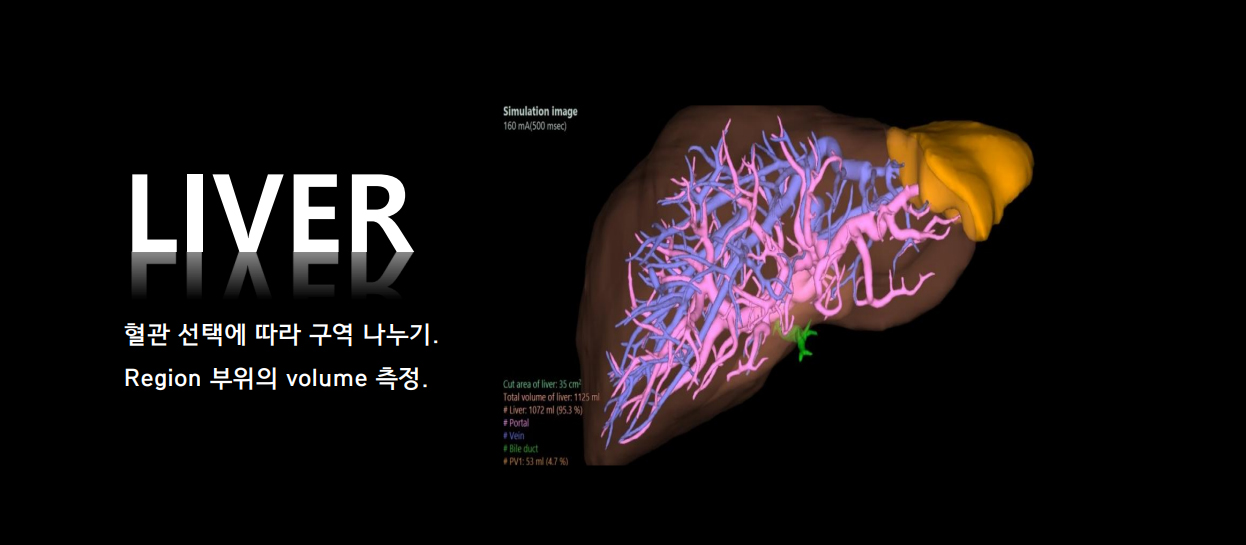 LIVER
혈관 선택에 따라 구역 나누기.
Region 부위의 volume 측정.
Simulation image
160 mA(500 msec)
Cut area of liver: 35 cm²
Total volume of liver: 1125 ml
# Liver: 1072 ml (95.3 %)
# Portal
# Vein
# Bile duct
# PV1: 53 ml (4.7 %)